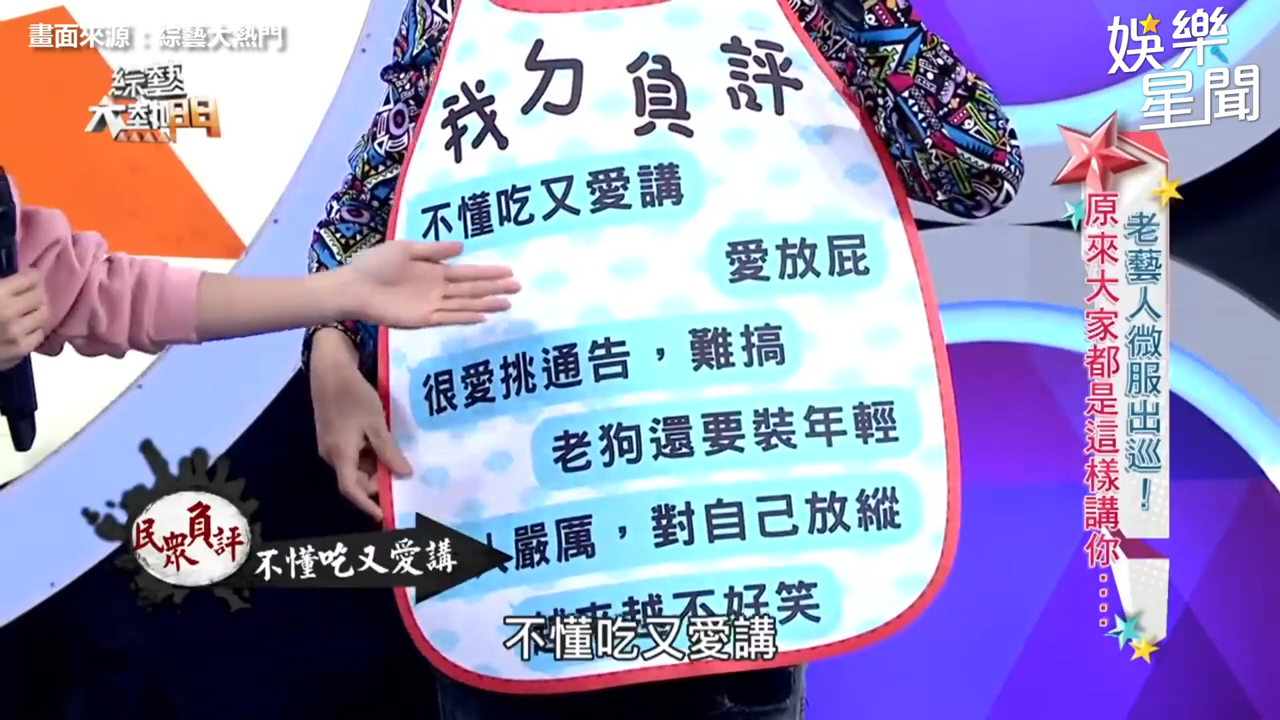 畫面來源：綜藝大熱門
綜藝
大熱門
娛樂
星聞
老藝人微服出巡！
原來大家都是這樣講你‥‥
我勿負評
不懂吃又愛講
愛放屁
很愛挑通告，難搞
老狗還要裝年輕
人嚴厲，對自己放縱
越來越不好笑
民眾負評
不懂吃又愛講
不懂吃又愛講